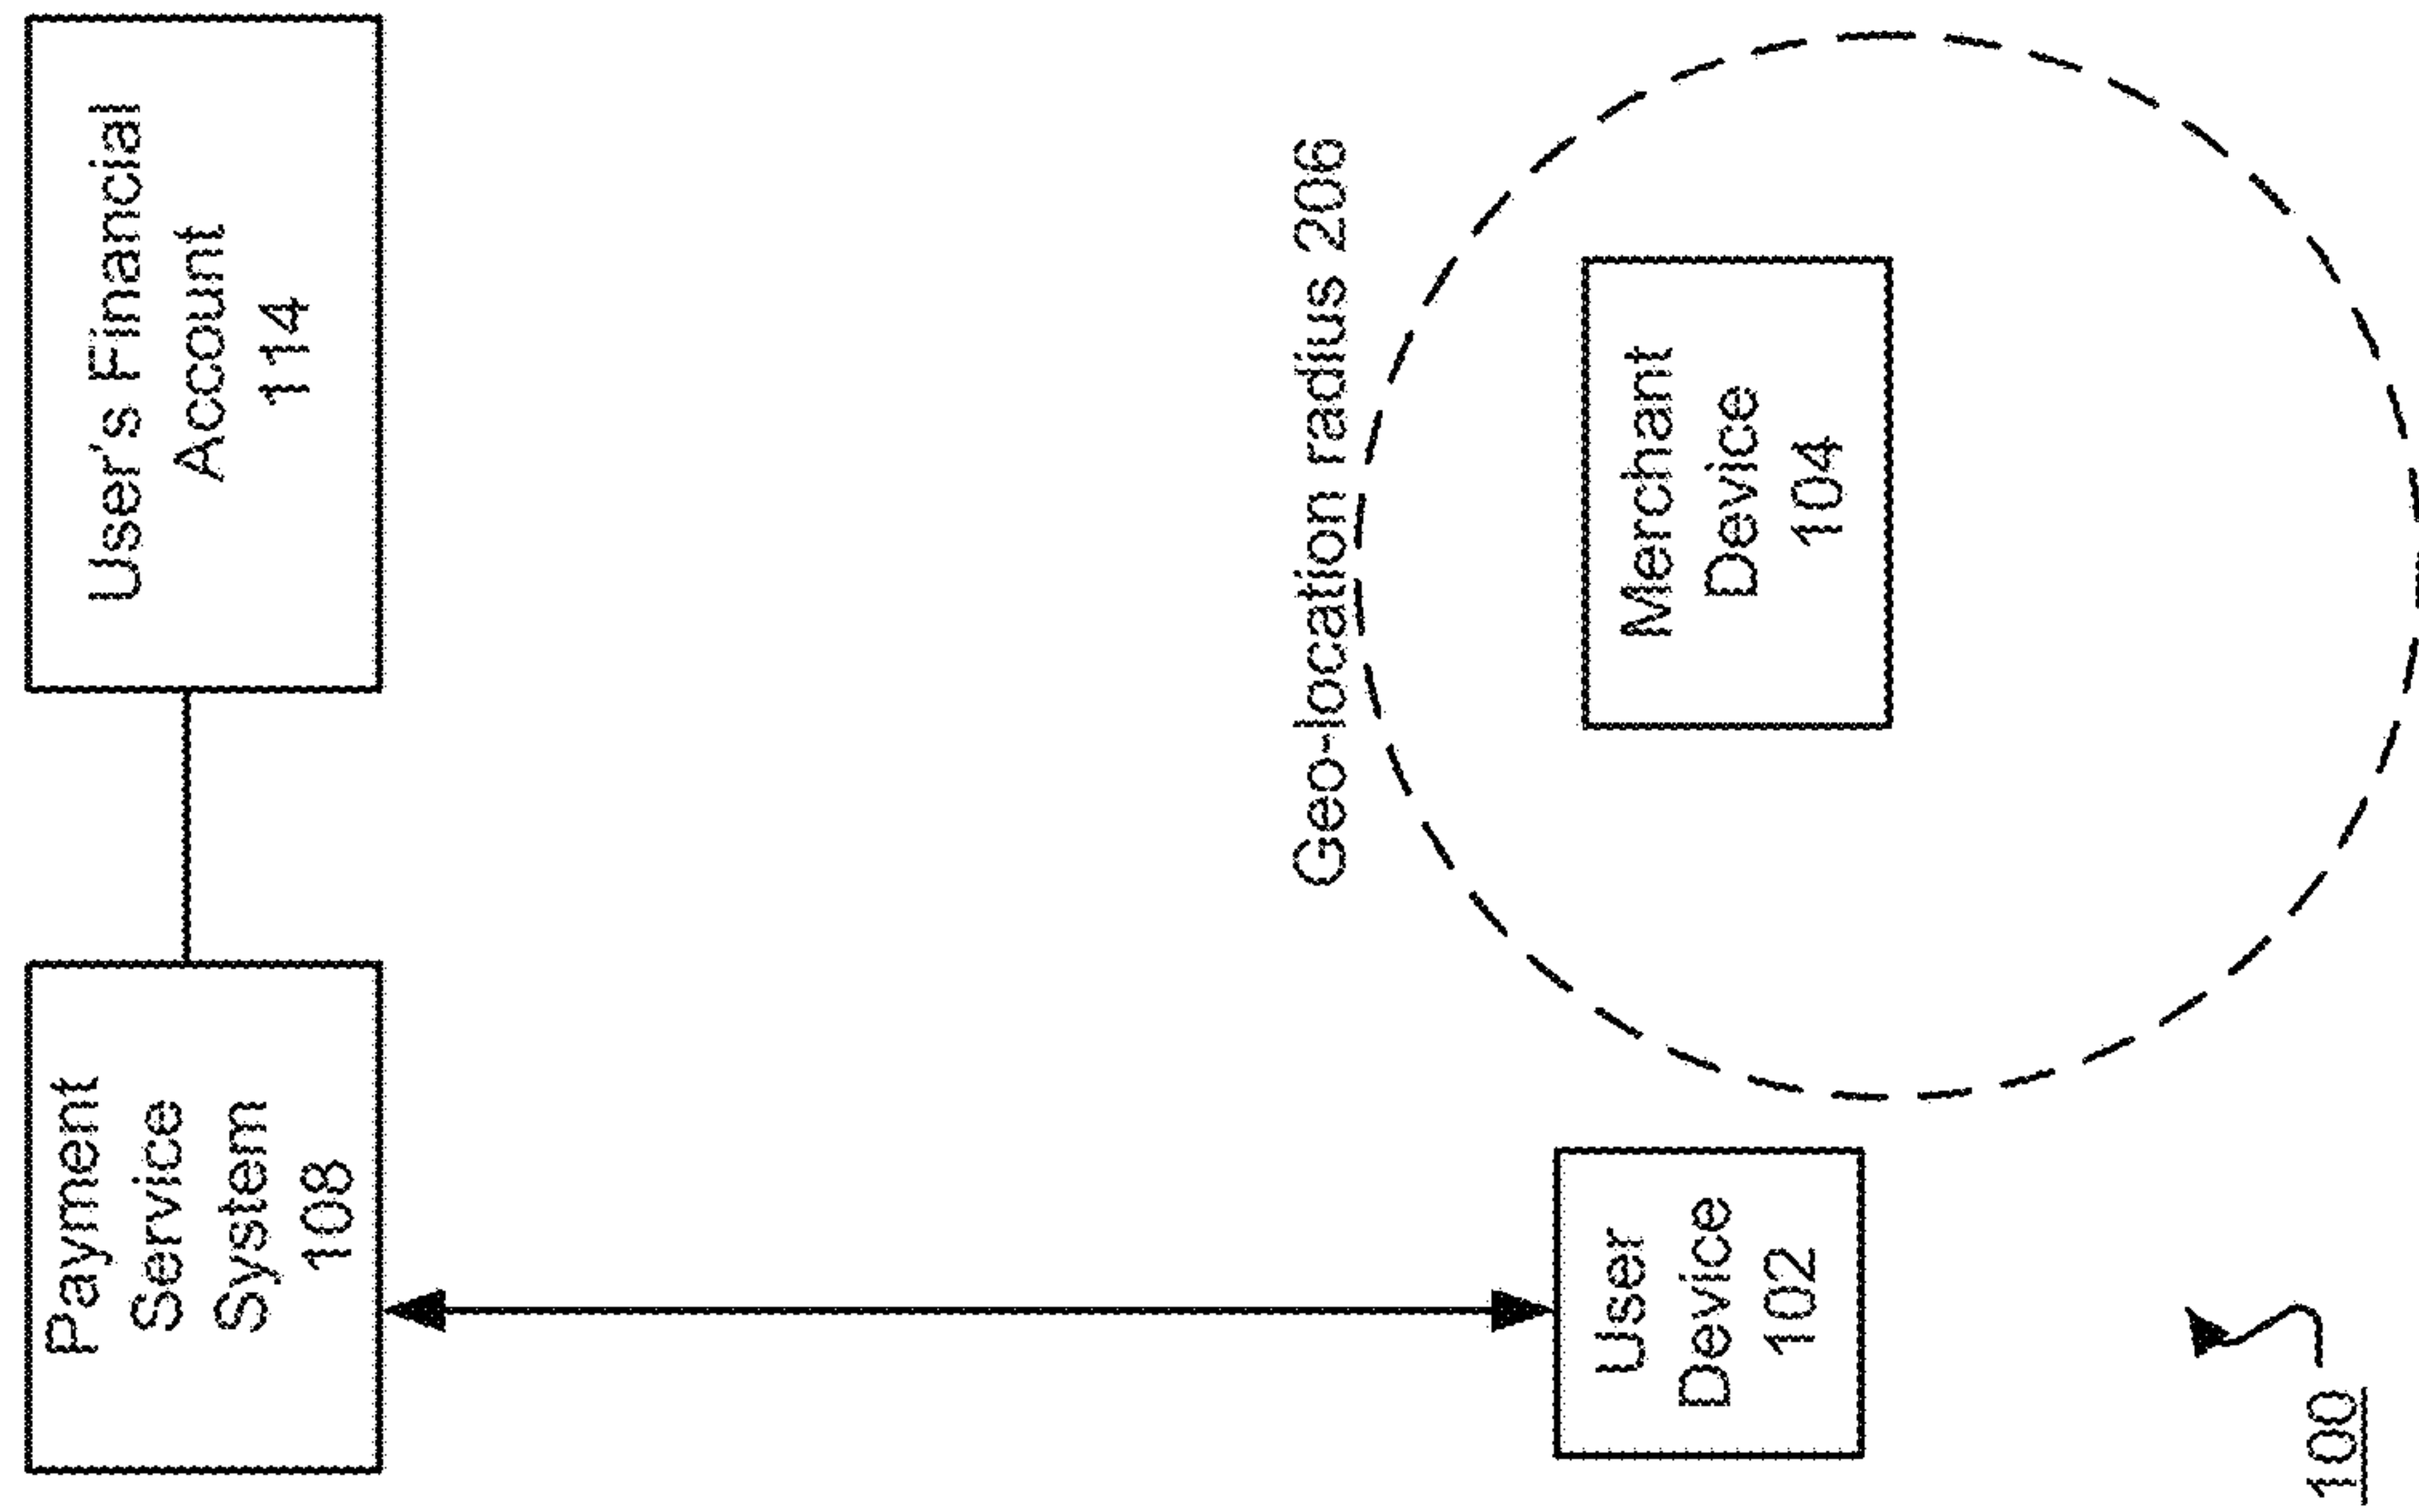 Payment
Service
System
108
User's Financial
Account
114
Geo-location radius 206
User
Device
102
Merchant
Device
104
100